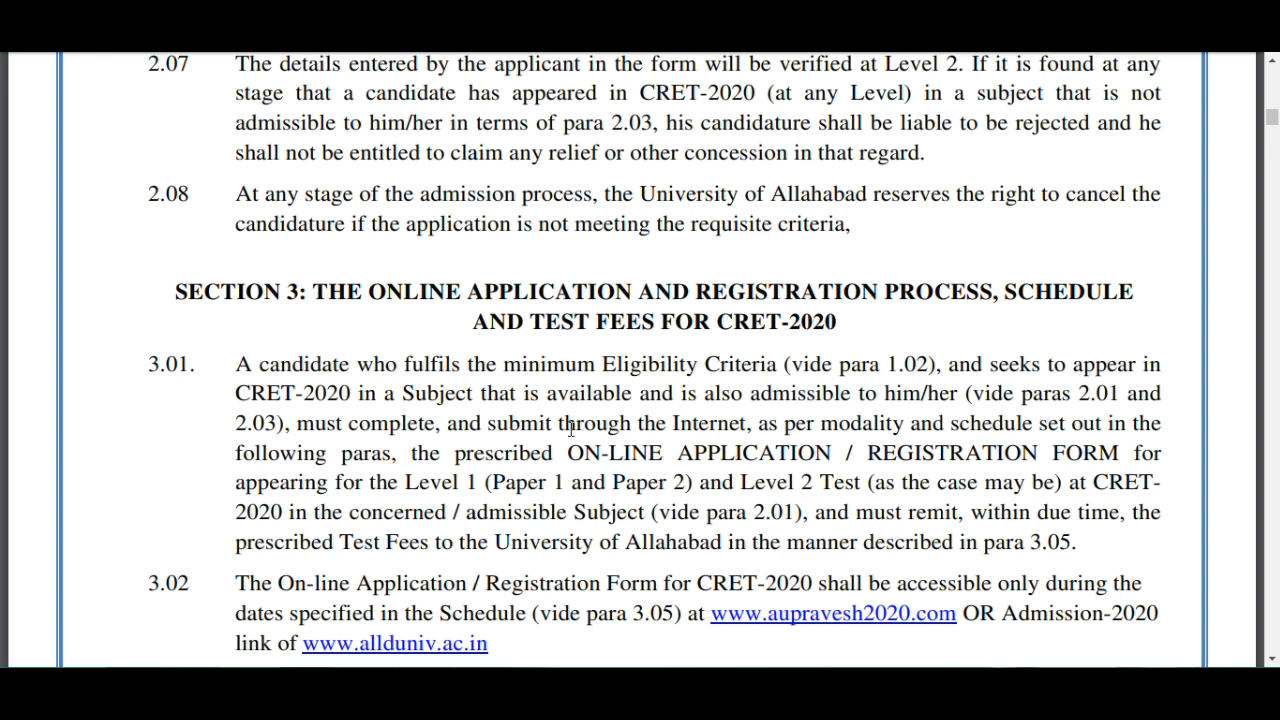 2.07 The details entered by the applicant in the form will be verified at Level 2. If it is found at any
stage that a candidate has appeared in CRET-2020 (at any Level) in a subject that is not
admissible to him/her in terms of para 2.03, his candidature shall be liable to be rejected and he
shall not be entitled to claim any relief or other concession in that regard.
2.08 At any stage of the admission process, the University of Allahabad reserves the right to cancel the
candidature if the application is not meeting the requisite criteria,
SECTION 3: THE ONLINE APPLICATION AND REGISTRATION PROCESS, SCHEDULE
AND TEST FEES FOR CRET-2020
3.01. A candidate who fulfils the minimum Eligibility Criteria (vide para 1.02), and seeks to appear in
CRET-2020 in a Subject that is available and is also admissible to him/her (vide paras 2.01 and
2.03), must complete, and submit through the Internet, as per modality and schedule set out in the
following paras, the prescribed ON-LINE APPLICATION / REGISTRATION FORM for
appearing for the Level 1 (Paper 1 and Paper 2) and Level 2 Test (as the case may be) at CRET-
2020 in the concerned / admissible Subject (vide para 2.01), and must remit, within due time, the
prescribed Test Fees to the University of Allahabad in the manner described in para 3.05.
3.02 The On-line Application / Registration Form for CRET-2020 shall be accessible only during the
dates specified in the Schedule (vide para 3.05) at www.aupravesh2020.com OR Admission-2020
link of www.allduniv.ac.in